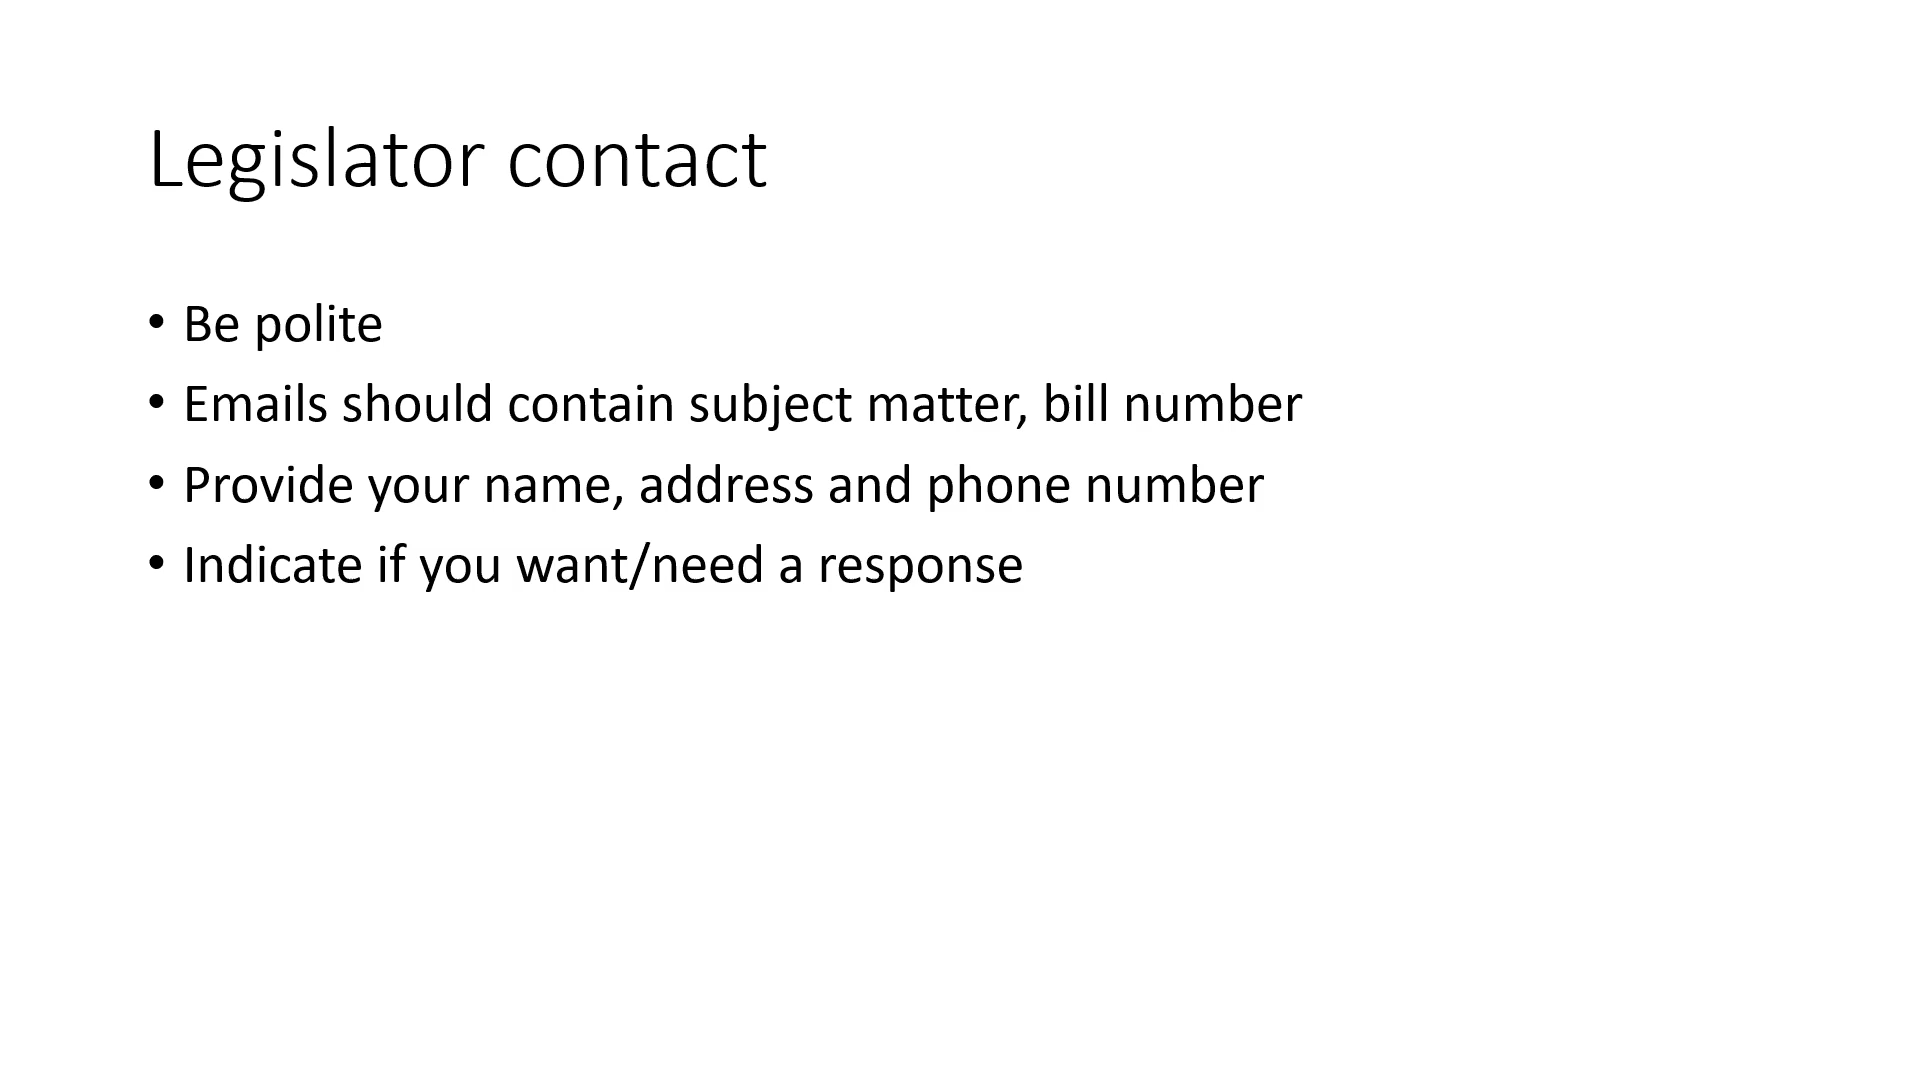 Legislator contact
• Be polite
• Emails should contain subject matter, bill number
• Provide your name, address and phone number
• Indicate if you want/need a response